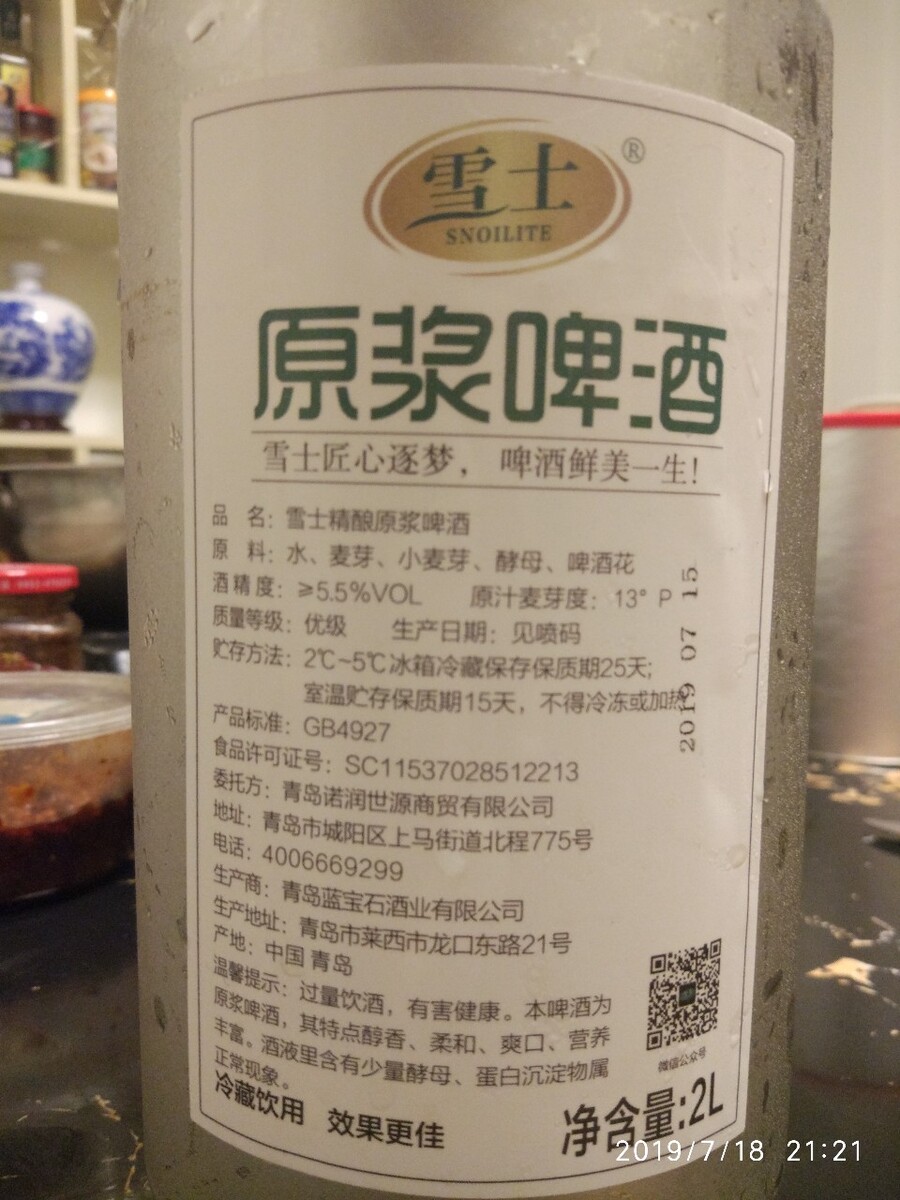 雪士
®
SNOILITE
原浆啤酒
雪士匠心逐梦， 啤酒鲜美一生!
品 名：雪士精酿原浆啤酒
原 料：水、麦芽、小麦芽、酵母、啤酒花
酒精度：≥5.5%VOL 原汁麦芽度：13°P
质量等级：优级 生产日期：见喷码
贮存方法：2℃~5℃冰箱冷藏保存保质期25天;
室温贮存保质期15天，不得冷冻或加热
2019 07 15
产品标准：GB4927
食品许可证号：SC11537028512213
委托方：青岛诺润世源商贸有限公司
地址：青岛市城阳区上马街道北程775号
电话：4006669299
生产商：青岛蓝宝石酒业有限公司
生产地址：青岛市莱西市龙口东路21号
产地：中国 青岛
温馨提示：过量饮酒，有害健康。本啤酒为
原浆啤酒，其特点醇香、柔和、爽口、营养
丰富。酒液里含有少量酵母、蛋白沉淀物属
正常现象。
微信公众号
冷藏饮用 效果更佳
净含量:2L
2019/7/18 21:21